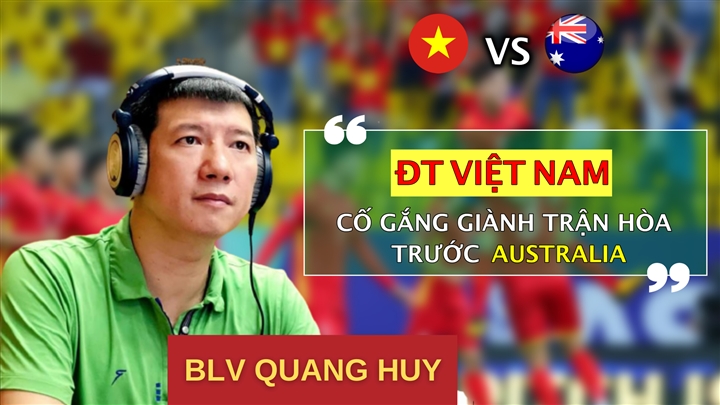 VS
ĐT VIỆT NAM
CỐ GẮNG GIÀNH TRẬN HÒA
TRƯỚC AUSTRALIA
BLV QUANG HUY